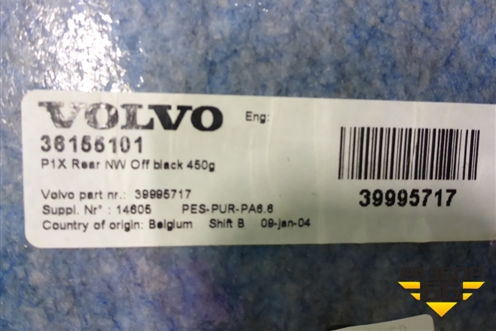 VOLVO Eng:
36155101
P1X Rear NW Off black 450g
Volvo part nr.: 39995717
Suppl. Nr° : 14605 PES-PUR-PA6.6
Country of origin: Belgium Shift B 09-jan-04
39995717